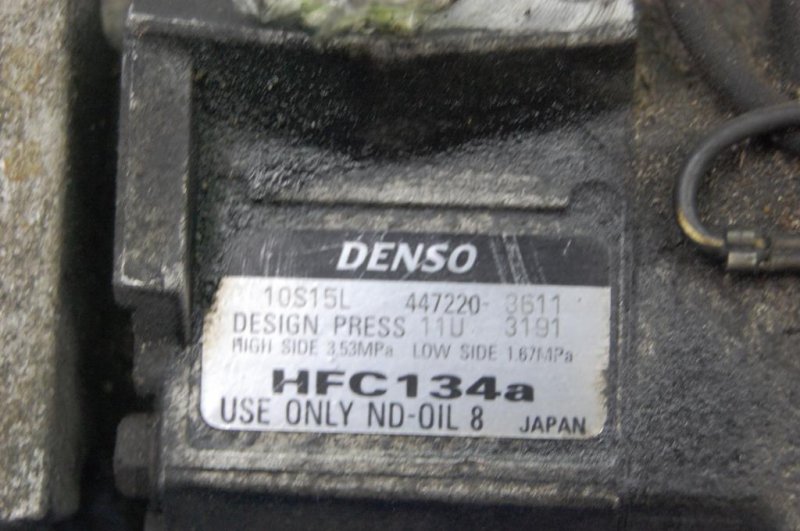 DENSO
10S15L 447220- 3611
DESIGN PRESS 11U 3191
HIGH SIDE 3.53MPa LOW SIDE 1.67MPa
HFC134a
USE ONLY ND-OIL 8 JAPAN